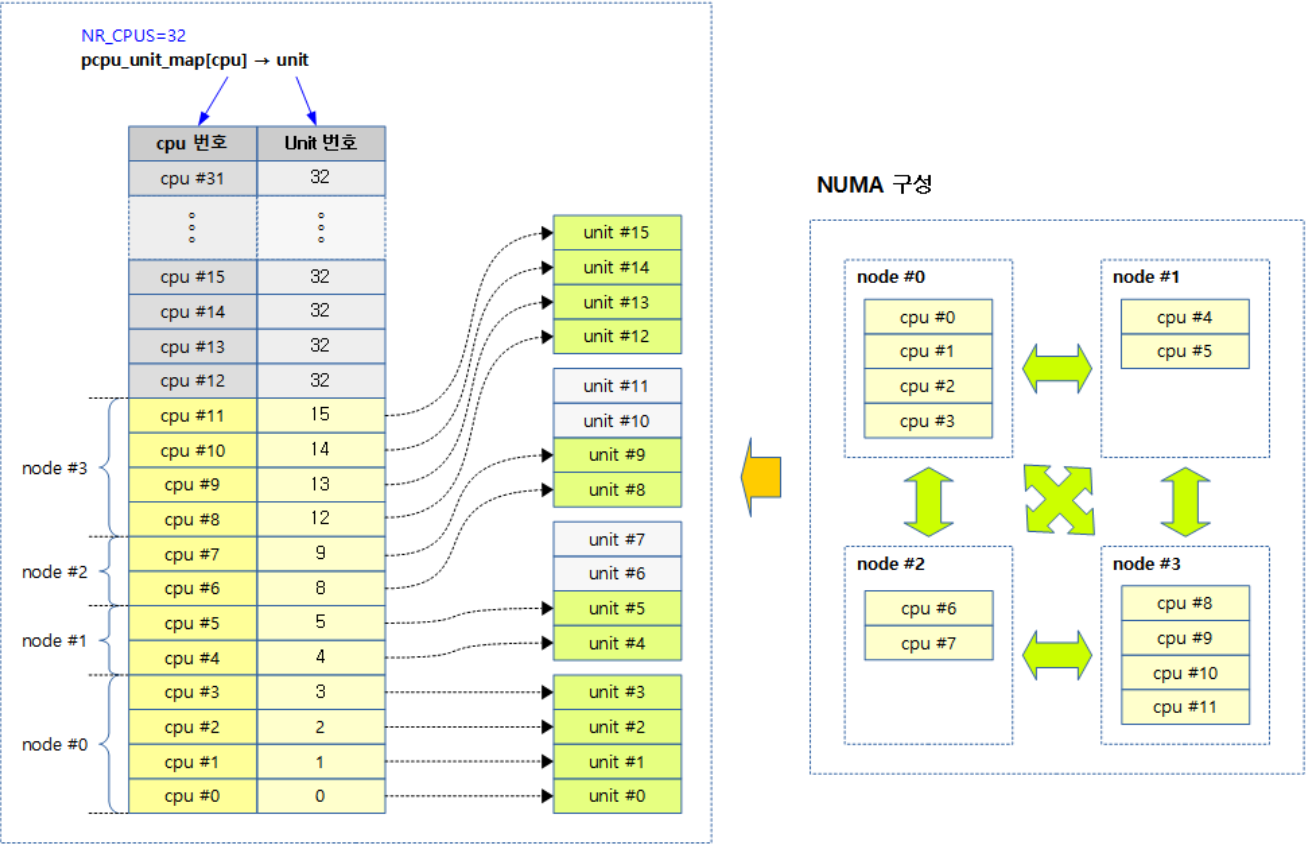 NR_CPUS=32
pcpu_unit_map[cpu] → unit
cpu 번호 Unit 번호
cpu #31 32
cpu #15 32
cpu #14 32
cpu #13 32
cpu #12 32
cpu #11 15
cpu #10 14
cpu #9 13
cpu #8 12
cpu #7 9
cpu #6 8
cpu #5 5
cpu #4 4
cpu #3 3
cpu #2 2
cpu #1 1
cpu #0 0
node #3
node #2
node #1
node #0
unit #15
unit #14
unit #13
unit #12
unit #11
unit #10
unit #9
unit #8
unit #7
unit #6
unit #5
unit #4
unit #3
unit #2
unit #1
unit #0
NUMA 구성
node #0
cpu #0
cpu #1
cpu #2
cpu #3
node #1
cpu #4
cpu #5
node #2
cpu #6
cpu #7
node #3
cpu #8
cpu #9
cpu #10
cpu #11